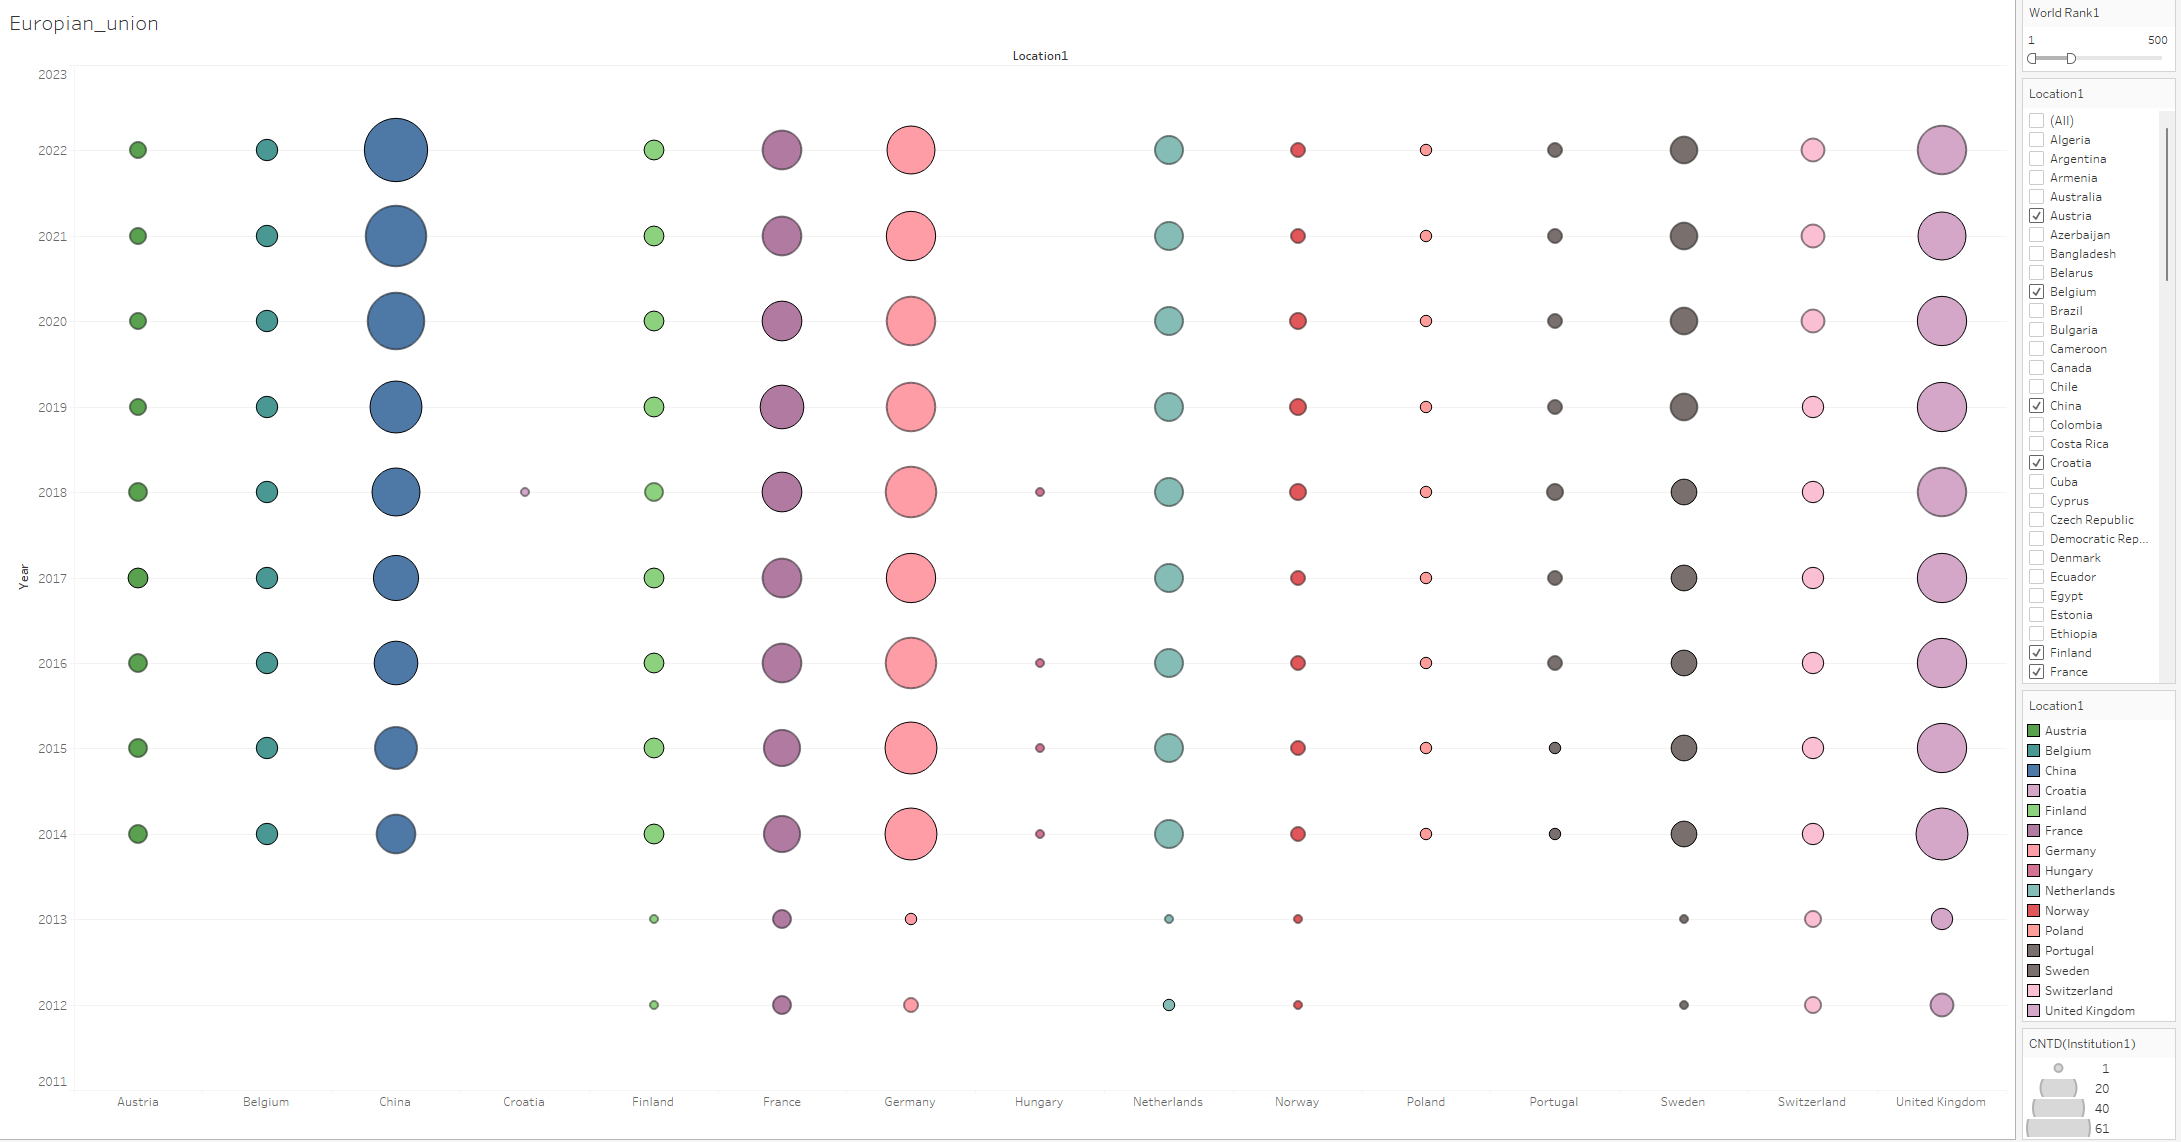 Europian_union
Location1
2023
2022
2021
2020
2019
2018
2017
2016
2015
2014
2013
2012
2011
Year
Austria Belgium China Croatia Finland France Germany Hungary Netherlands Norway Poland Portugal Sweden Switzerland United Kingdom
World Rank1
1 500
Location1
(All)
Algeria
Argentina
Armenia
Australia
Austria
Azerbaijan
Bangladesh
Belarus
Belgium
Brazil
Bulgaria
Cameroon
Canada
Chile
China
Colombia
Costa Rica
Croatia
Cuba
Cyprus
Czech Republic
Democratic Rep...
Denmark
Ecuador
Egypt
Estonia
Ethiopia
Finland
France
Location1
Austria
Belgium
China
Croatia
Finland
France
Germany
Hungary
Netherlands
Norway
Poland
Portugal
Sweden
Switzerland
United Kingdom
CNTD(Institution1)
1
20
40
61